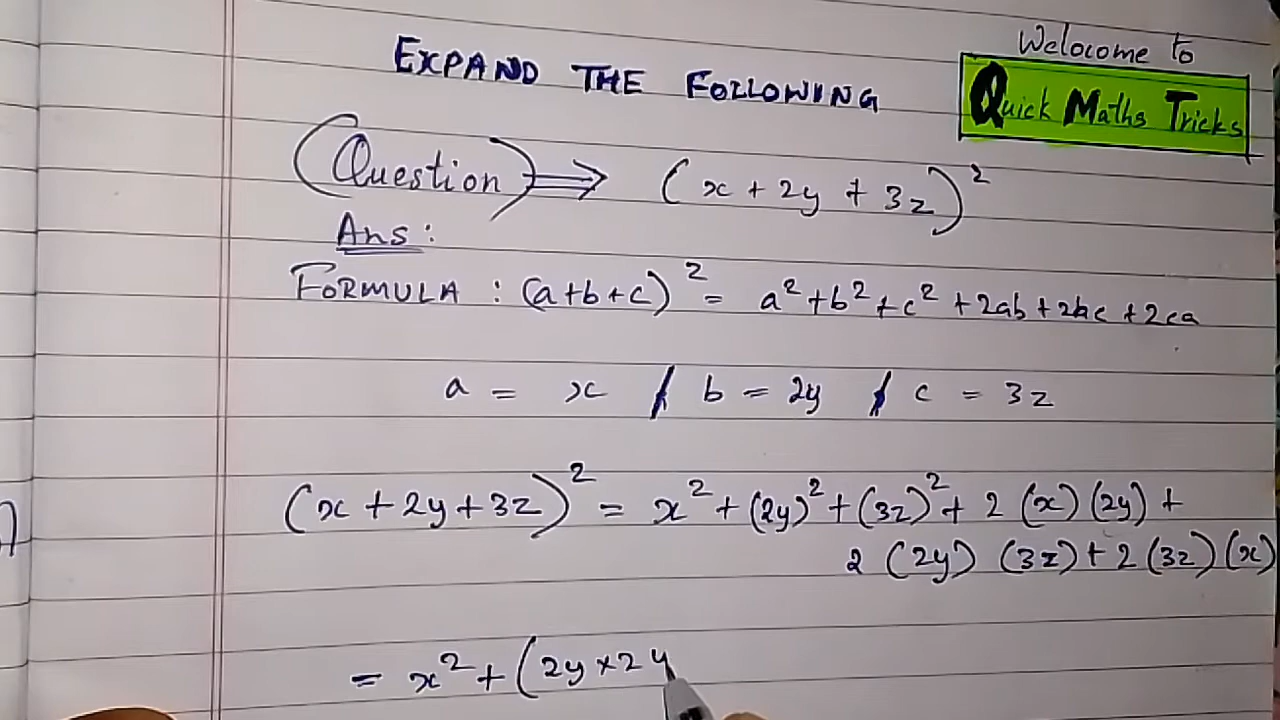 Welocome to
Quick Maths Tricks
EXPAND THE FOLLOWING
(Question) ⇒ (x + 2y + 3z)²
Ans :
FORMULA : (a+b+c)² = a² + b² + c² + 2ab + 2bc + 2ca
a = x / b = 2y / c = 3z
(x + 2y + 3z)² = x² + (2y)² + (3z)² + 2 (x) (2y) +
2 (2y) (3z) + 2 (3z) (x)
= x² + (2y × 2y